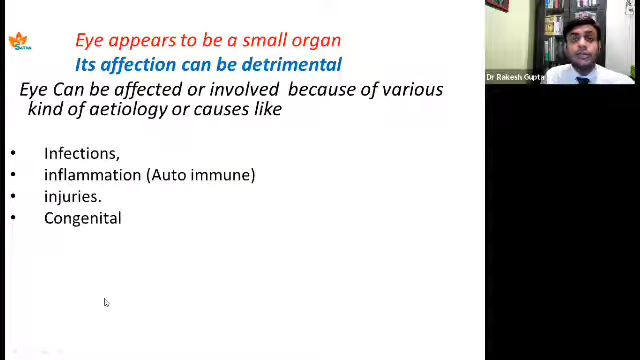 Eye appears to be a small organ
Its affection can be detrimental
Eye Can be affected or involved because of various
kind of aetiology or causes like
• Infections,
• inflammation (Auto immune)
• injuries.
• Congenital
Dr Rakesh Gupta